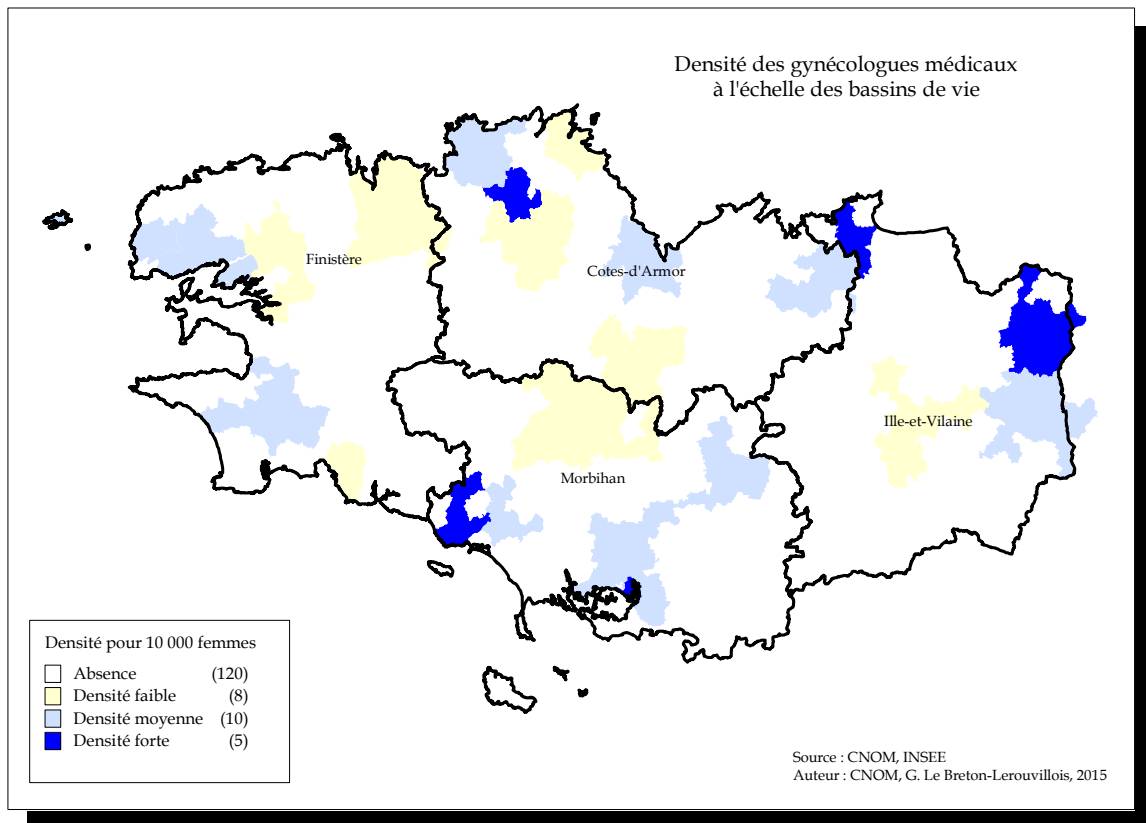 Densité des gynécologues médicaux
à l'échelle des bassins de vie
Finistère
Cotes-d'Armor
Ille-et-Vilaine
Morbihan
Densité pour 10 000 femmes
Absence (120)
Densité faible (8)
Densité moyenne (10)
Densité forte (5)
Source : CNOM, INSEE
Auteur : CNOM, G. Le Breton-Lerouvillois, 2015